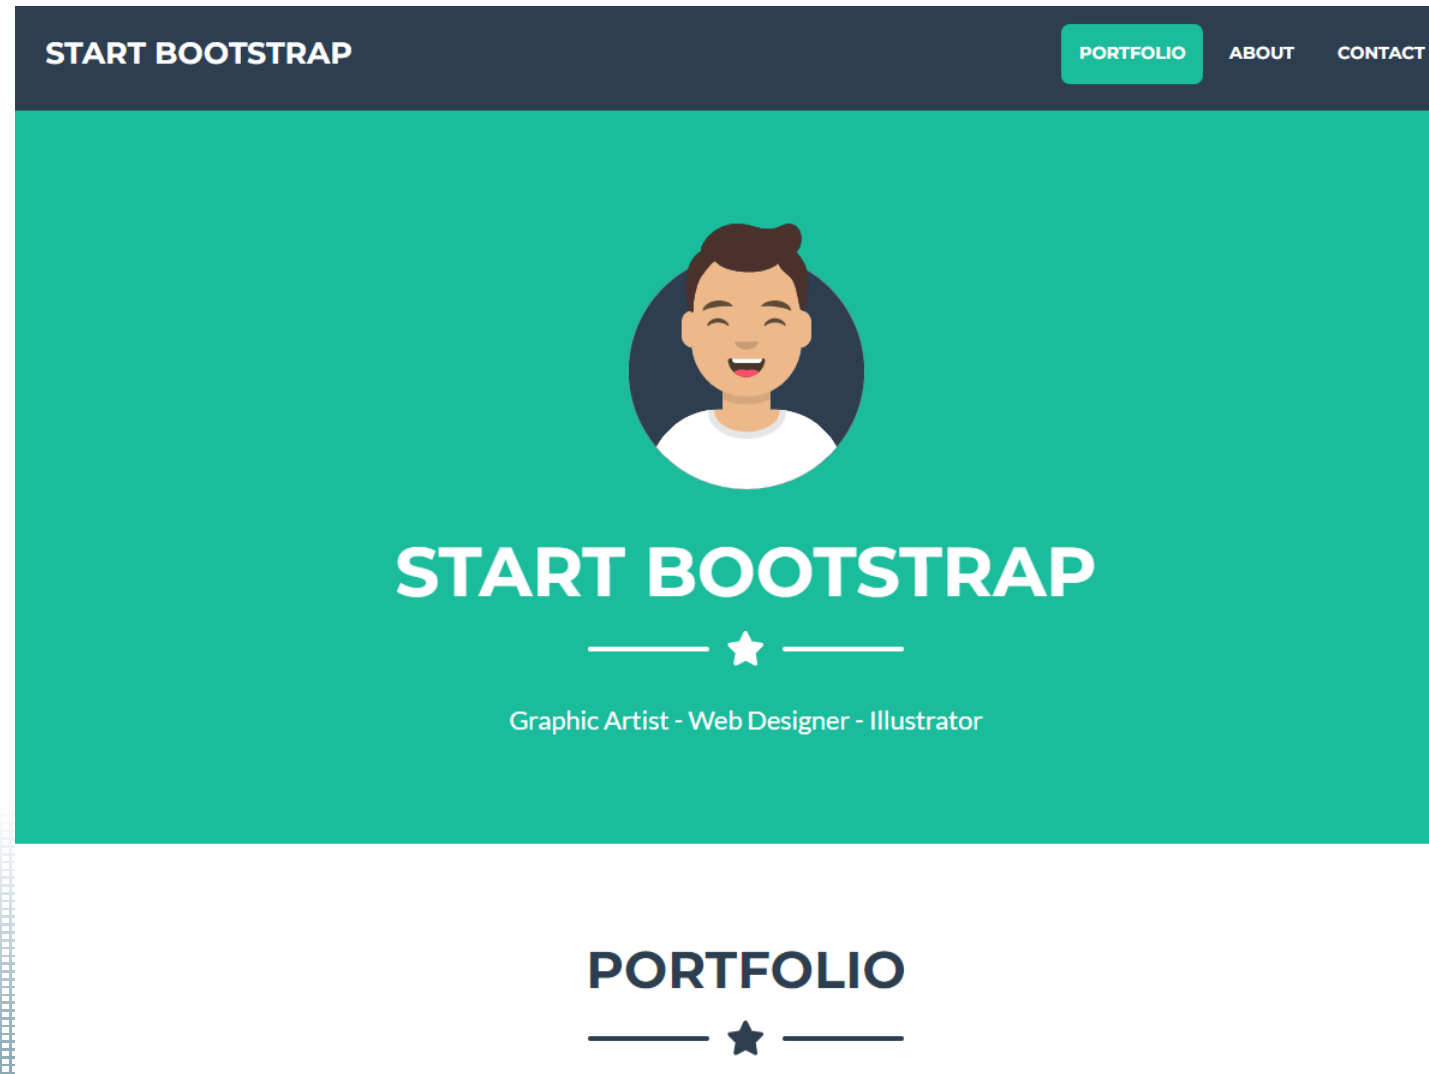 START BOOTSTRAP
PORTFOLIO ABOUT CONTACT
START BOOTSTRAP
Graphic Artist - Web Designer - Illustrator
PORTFOLIO